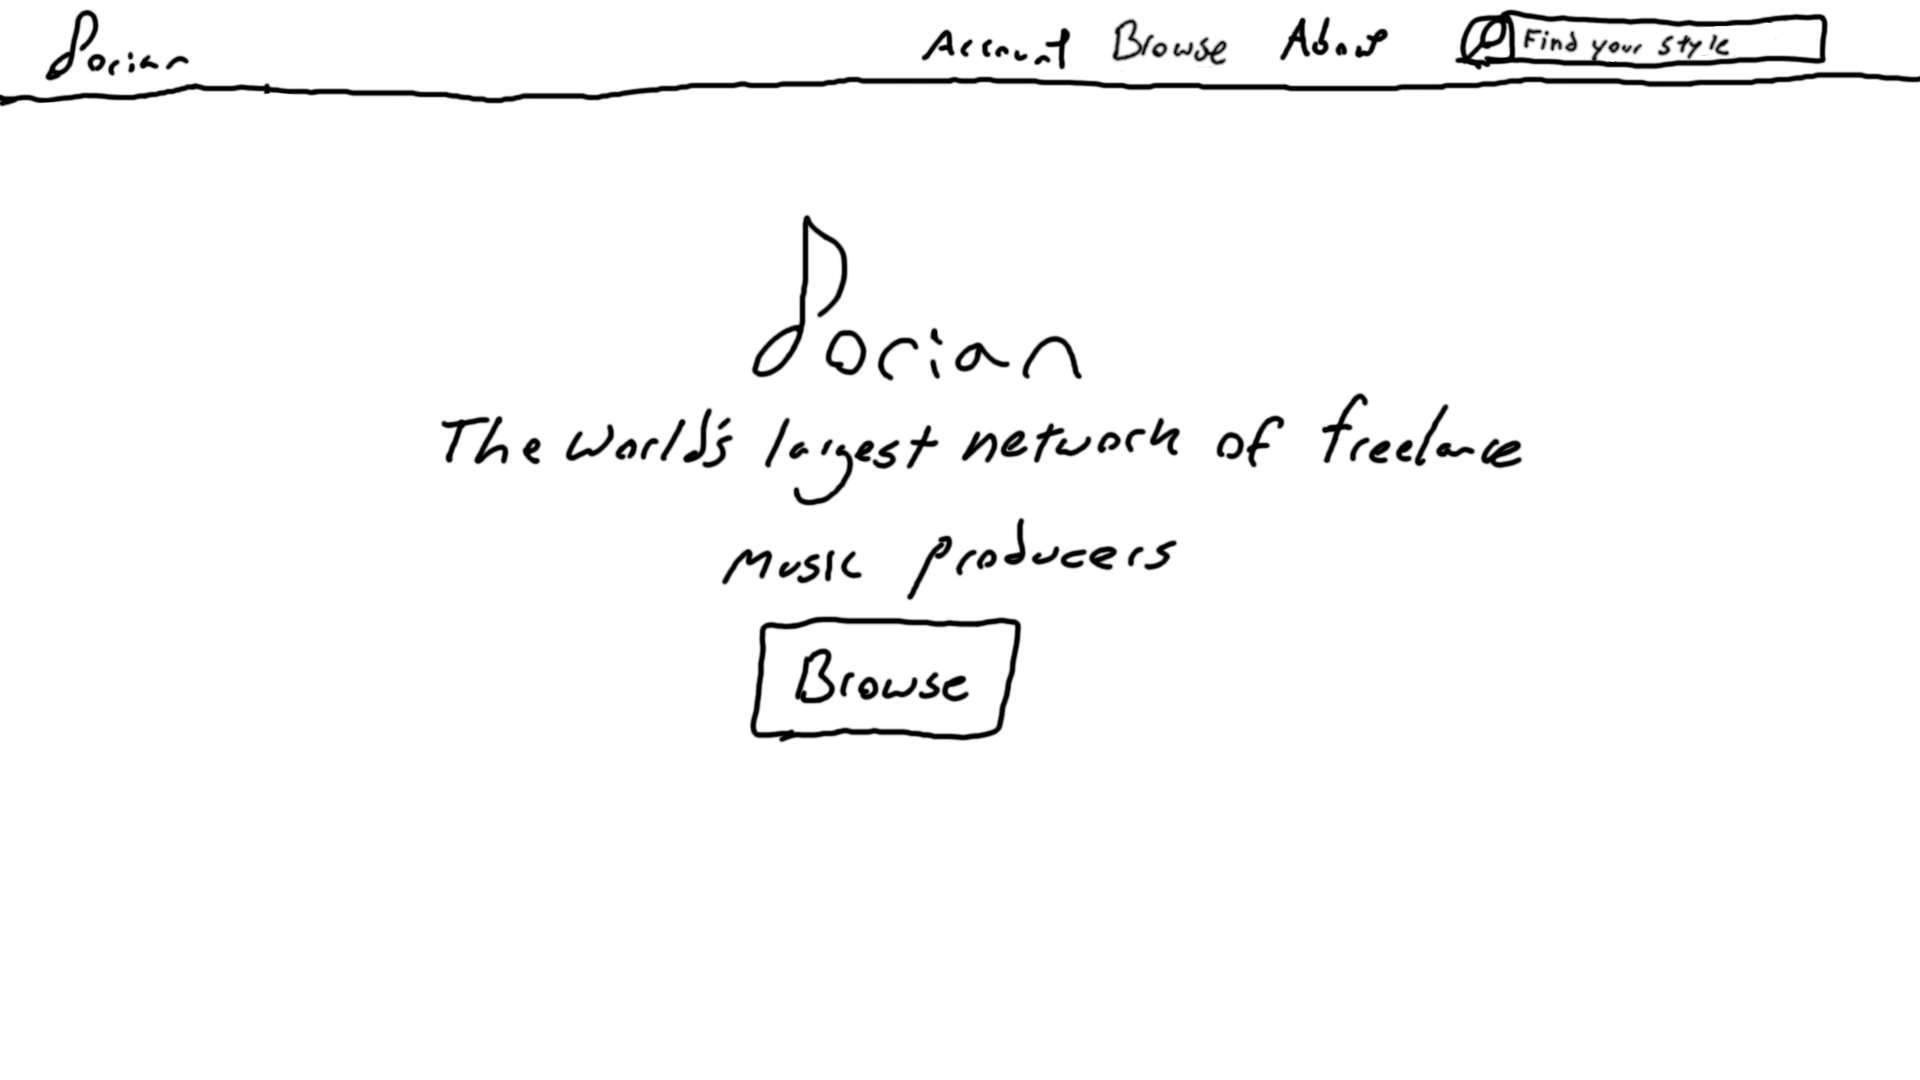 Dorian Account Browse About Find your style
Dorian
The world's largest network of freelance
music producers
Browse